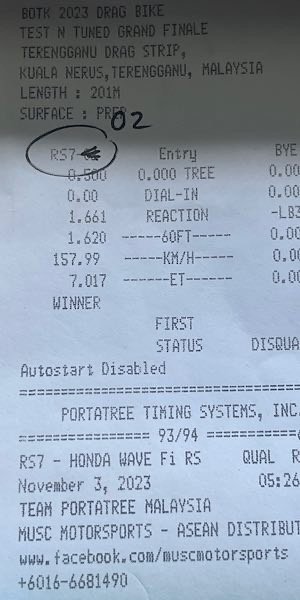 BOTK 2023 DRAG BIKE
TEST N TUNED GRAND FINALE
TERENGGANU DRAG STRIP,
KUALA NERUS,TERENGGANU, MALAYSIA
LENGTH : 201M
SURFACE : PREP
02
RS7- Entry BYE
0.500 0.000 TREE 0.00
0.00 DIAL-IN 0.00
1.661 REACTION -LB3
1.620 -----60FT----- 0.00
157.99 -----KM/H----- 0.00
7.017 ------ET------ 0.00
WINNER
FIRST
STATUS DISQUA
Autostart Disabled
PORTATREE TIMING SYSTEMS, INC.
================ 93/94 ================
RS7 - HONDA WAVE Fi RS QUAL R
November 3, 2023 05:26
TEAM PORTATREE MALAYSIA
MUSC MOTORSPORTS - ASEAN DISTRIBUT
www.facebook.com/muscmotorsports
+6016-6681490